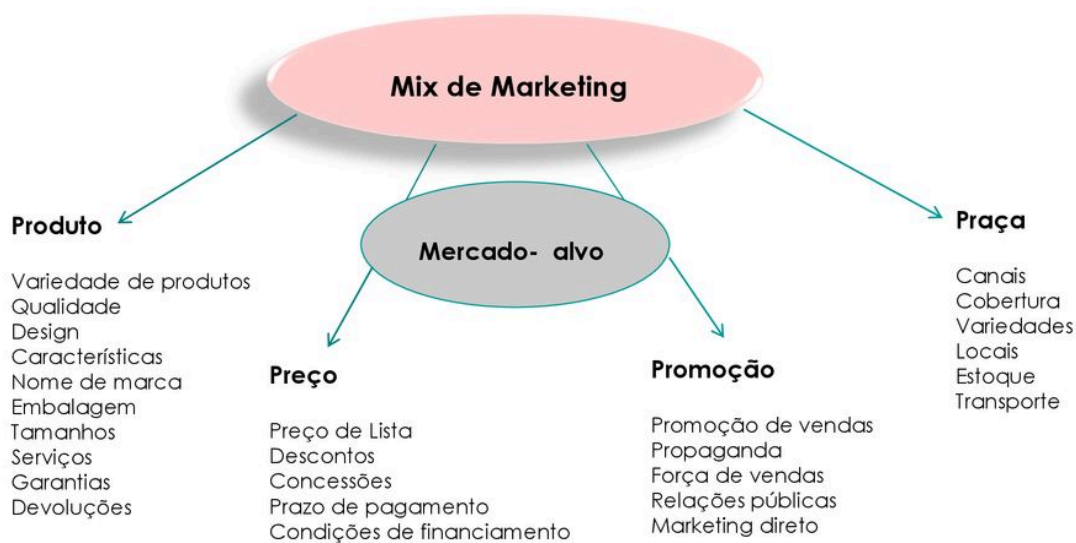 Mix de Marketing
Mercado- alvo
Produto
Variedade de produtos
Qualidade
Design
Características
Nome de marca
Embalagem
Tamanhos
Serviços
Garantias
Devoluções
Preço
Preço de Lista
Descontos
Concessões
Prazo de pagamento
Condições de financiamento
Promoção
Promoção de vendas
Propaganda
Força de vendas
Relações públicas
Marketing direto
Praça
Canais
Cobertura
Variedades
Locais
Estoque
Transporte